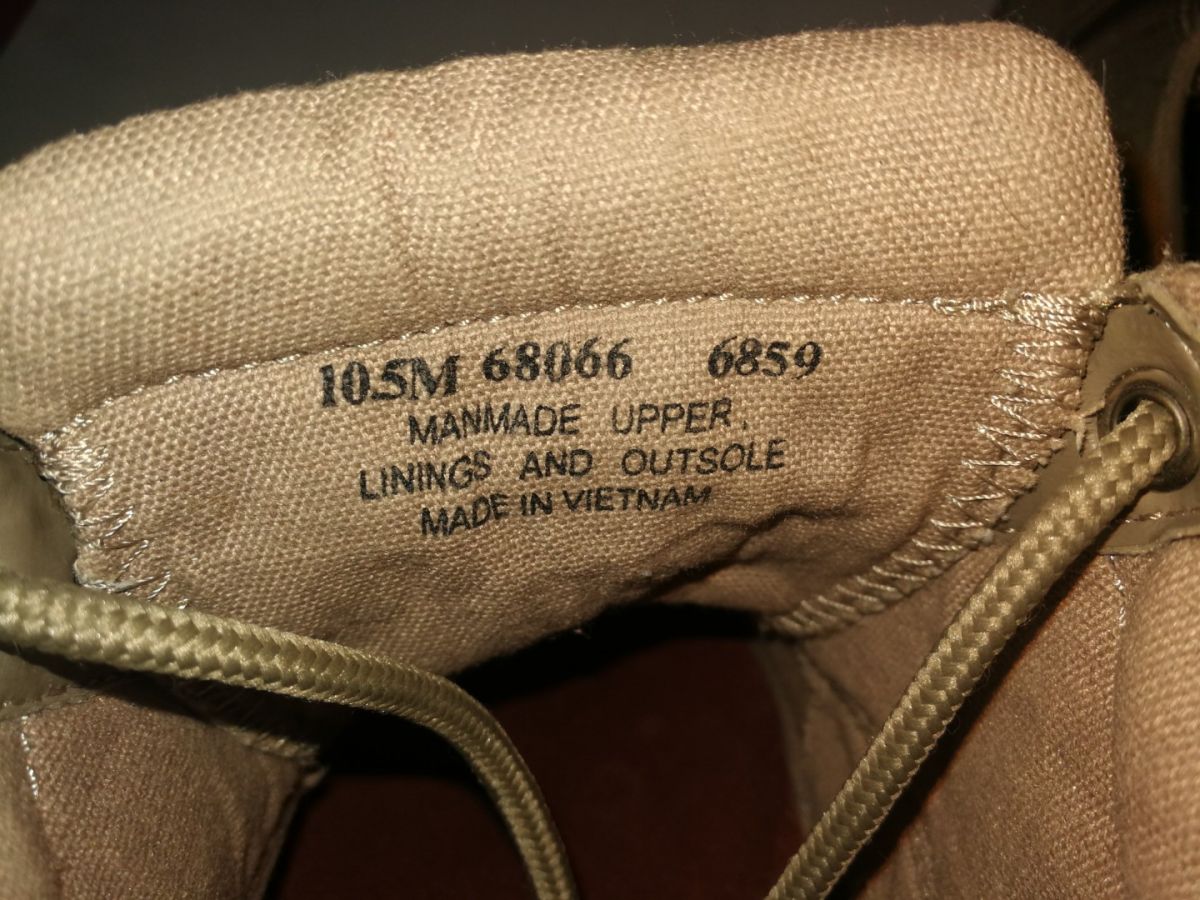 10.5M 68066 6859
MANMADE UPPER,
LININGS AND OUTSOLE
MADE IN VIETNAM